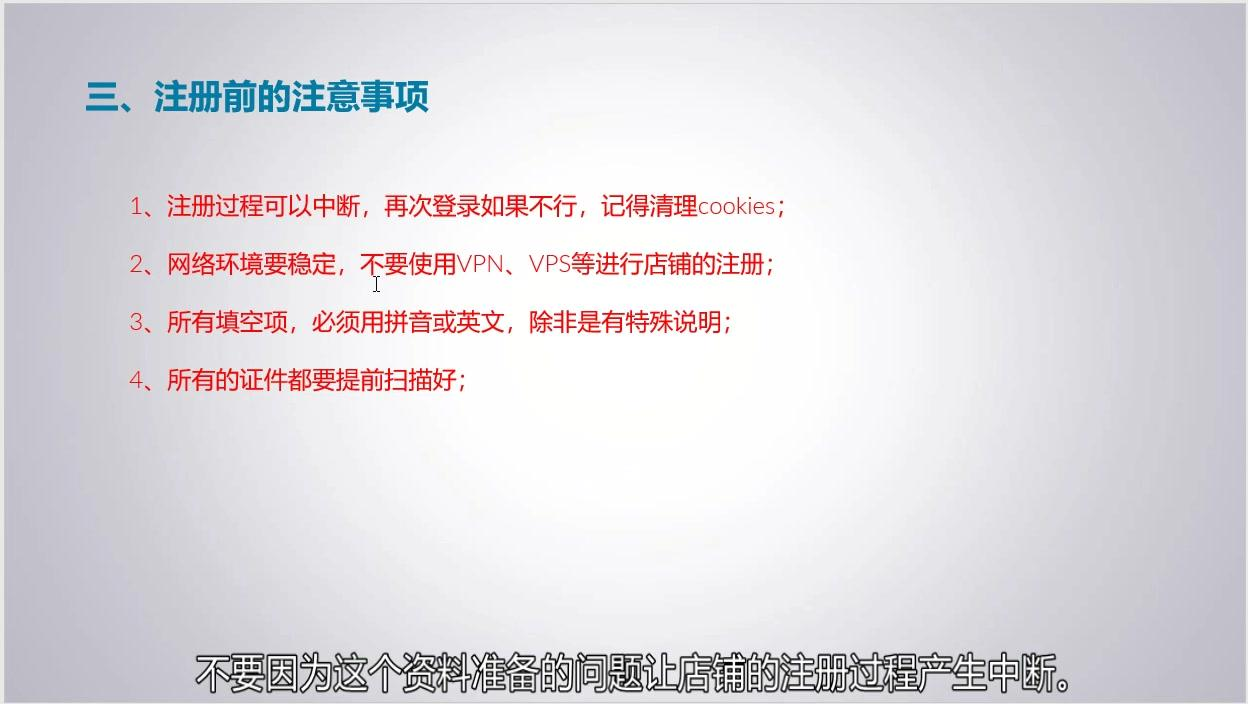 三、注册前的注意事项
1、注册过程可以中断，再次登录如果不行，记得清理cookies；
2、网络环境要稳定，不要使用VPN、VPS等进行店铺的注册；
3、所有填空项，必须用拼音或英文，除非是有特殊说明；
4、所有的证件都要提前扫描好；
不要因为这个资料准备的问题让店铺的注册过程产生中断。